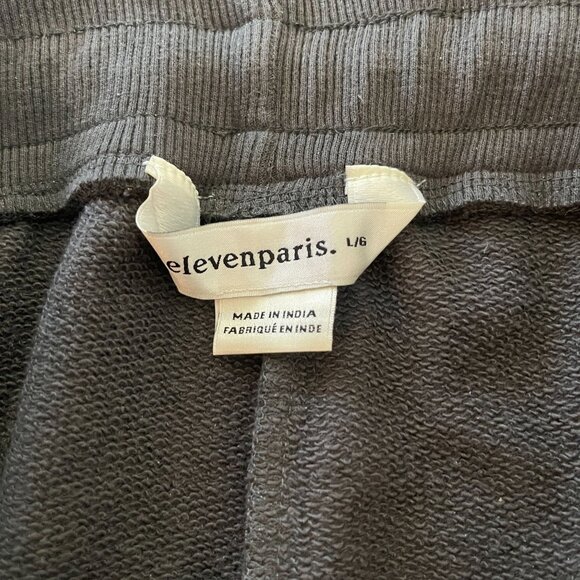 elevenparis. L/G
MADE IN INDIA
FABRIQUÉ EN INDE